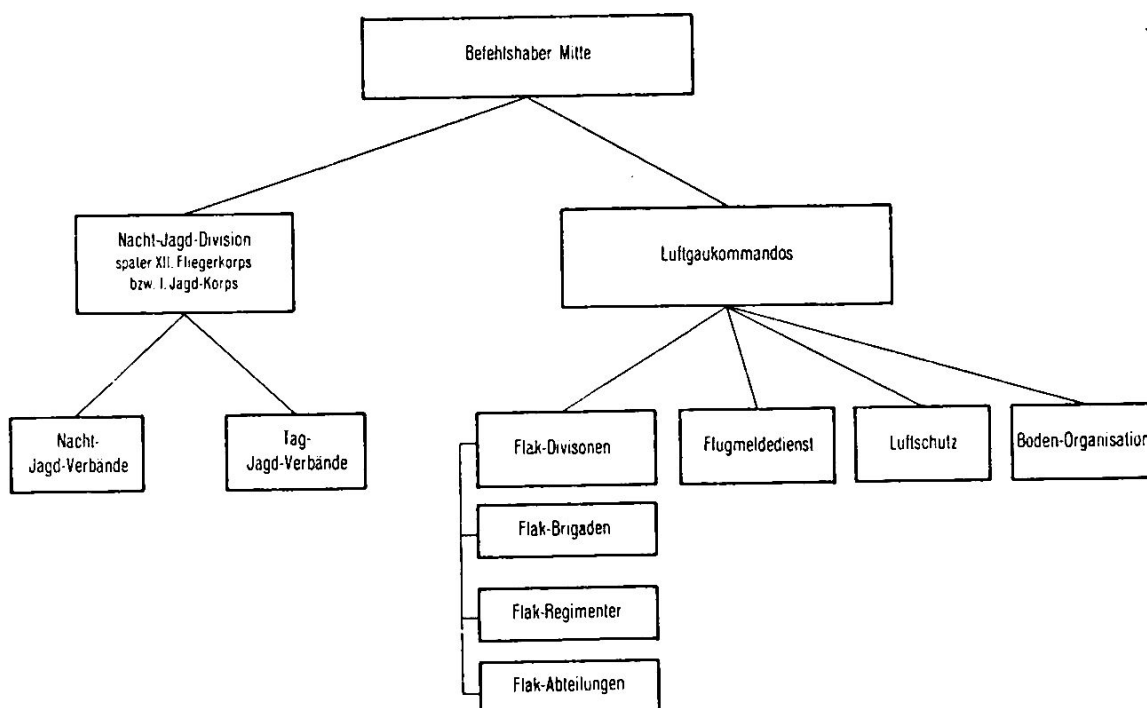 Befehlshaber Mitte
Nacht-Jagd-Division
spater XII. Fliegerkorps
bzw. I. Jagd-Korps
Luftgaukommandos
Nacht-
Jagd-Verbände
Tag-
Jagd-Verbände
Flak-Divisonen
Flugmeldedienst
Luftschutz
Boden-Organisation
Flak-Brigaden
Flak-Regimenter
Flak-Abteilungen